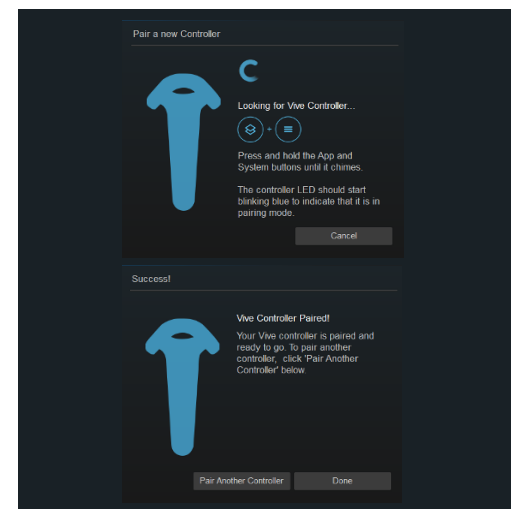 Pair a new Controller
Looking for Vive Controller...
+
Press and hold the App and
System buttons until it chimes.
The controller LED should start
blinking blue to indicate that it is in
pairing mode.
Cancel
Success!
Vive Controller Paired!
Your Vive controller is paired and
ready to go. To pair another
controller, click 'Pair Another
Controller' below.
Pair Another Controller
Done